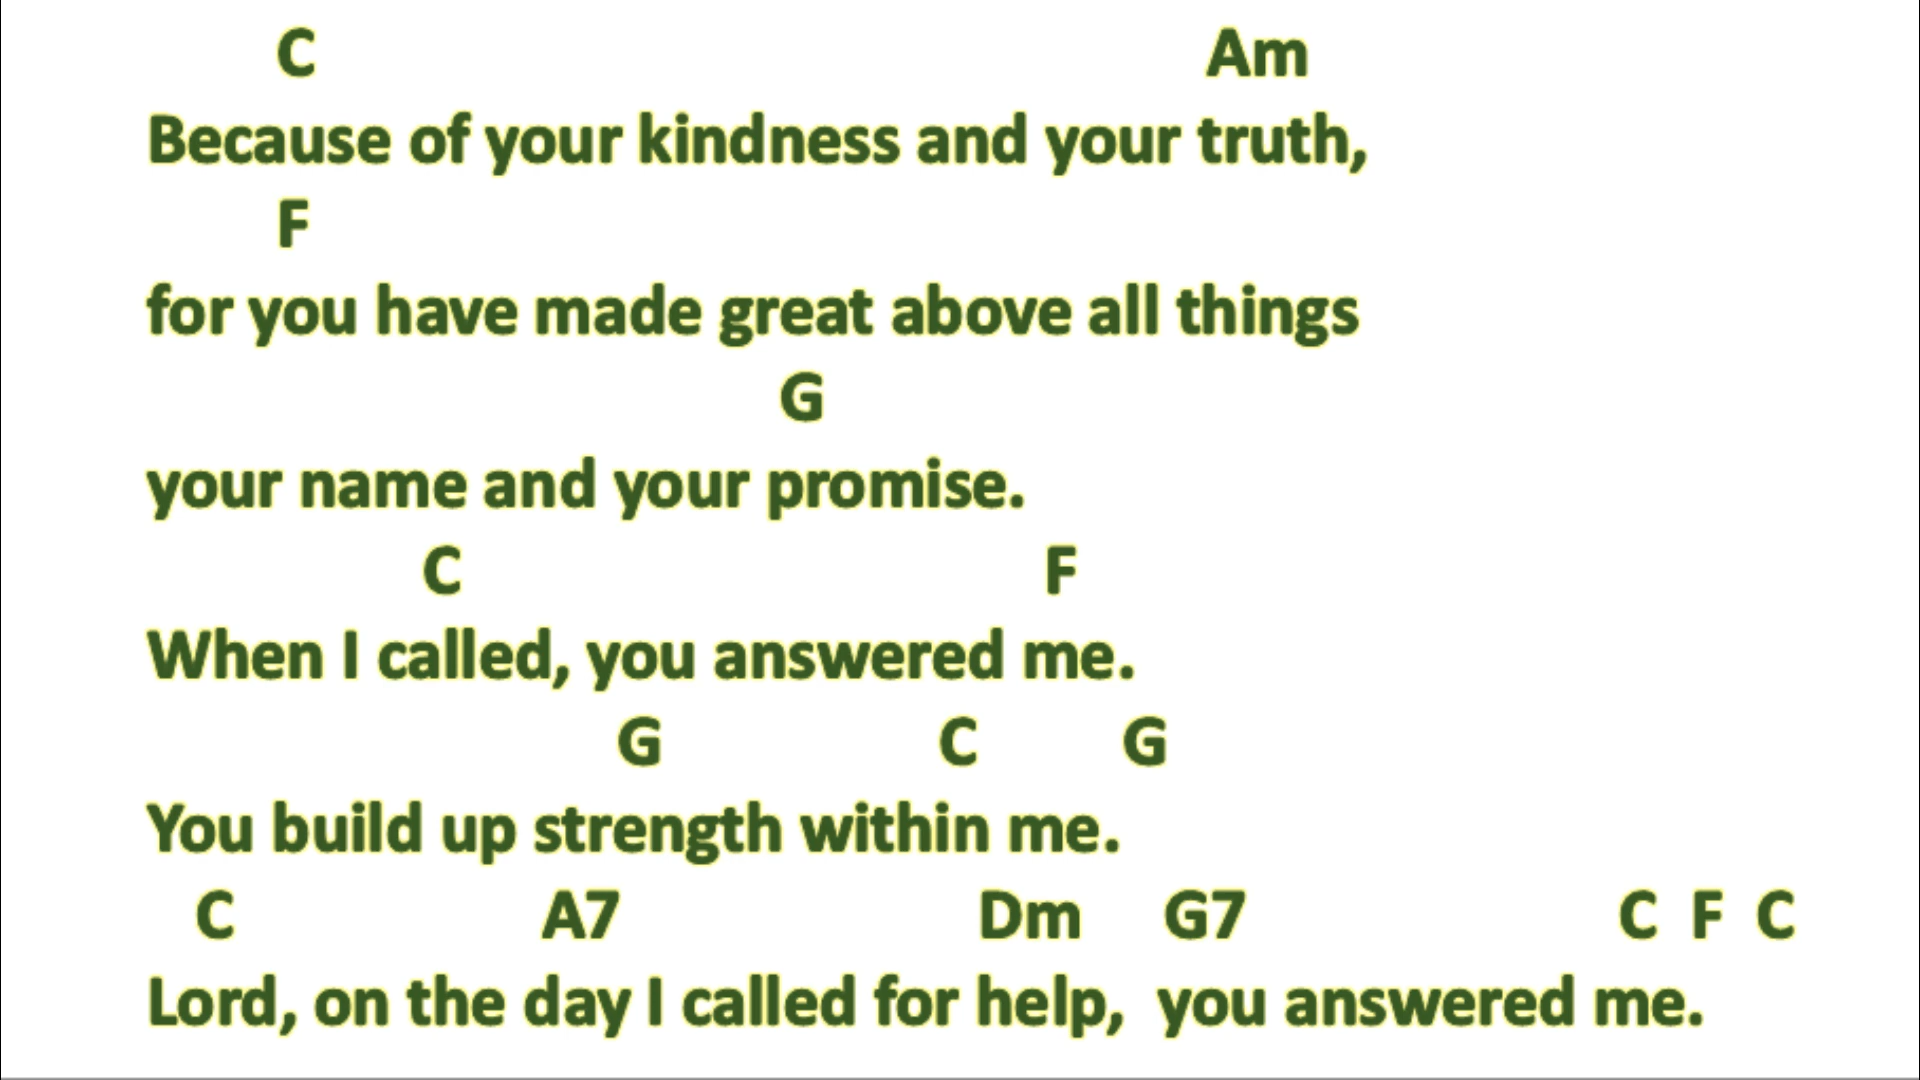 C Am
Because of your kindness and your truth,
F
for you have made great above all things
G
your name and your promise.
C F
When I called, you answered me.
G C G
You build up strength within me.
C A7 Dm G7 C F C
Lord, on the day I called for help, you answered me.